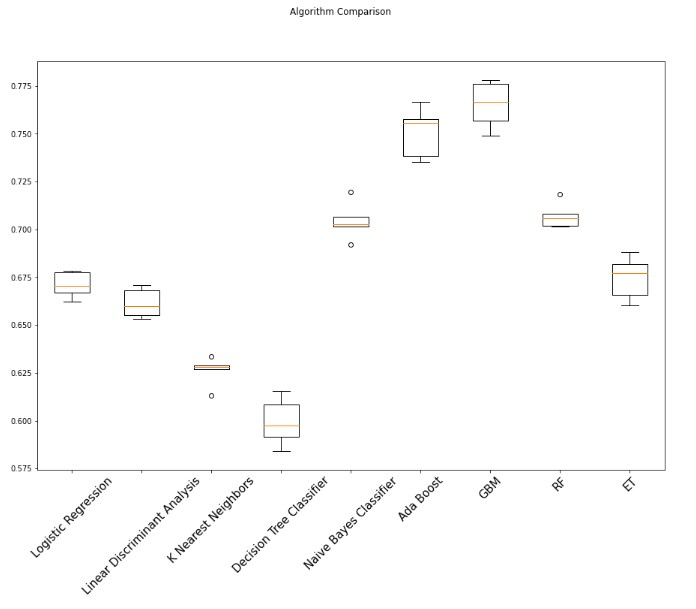 Algorithm Comparison
0.775
0.750
0.725
0.700
0.675
0.650
0.625
0.600
0.575
Logistic Regression
Linear Discriminant Analysis
K Nearest Neighbors
Decision Tree Classifier
Naive Bayes Classifier
Ada Boost
GBM
RF
ET